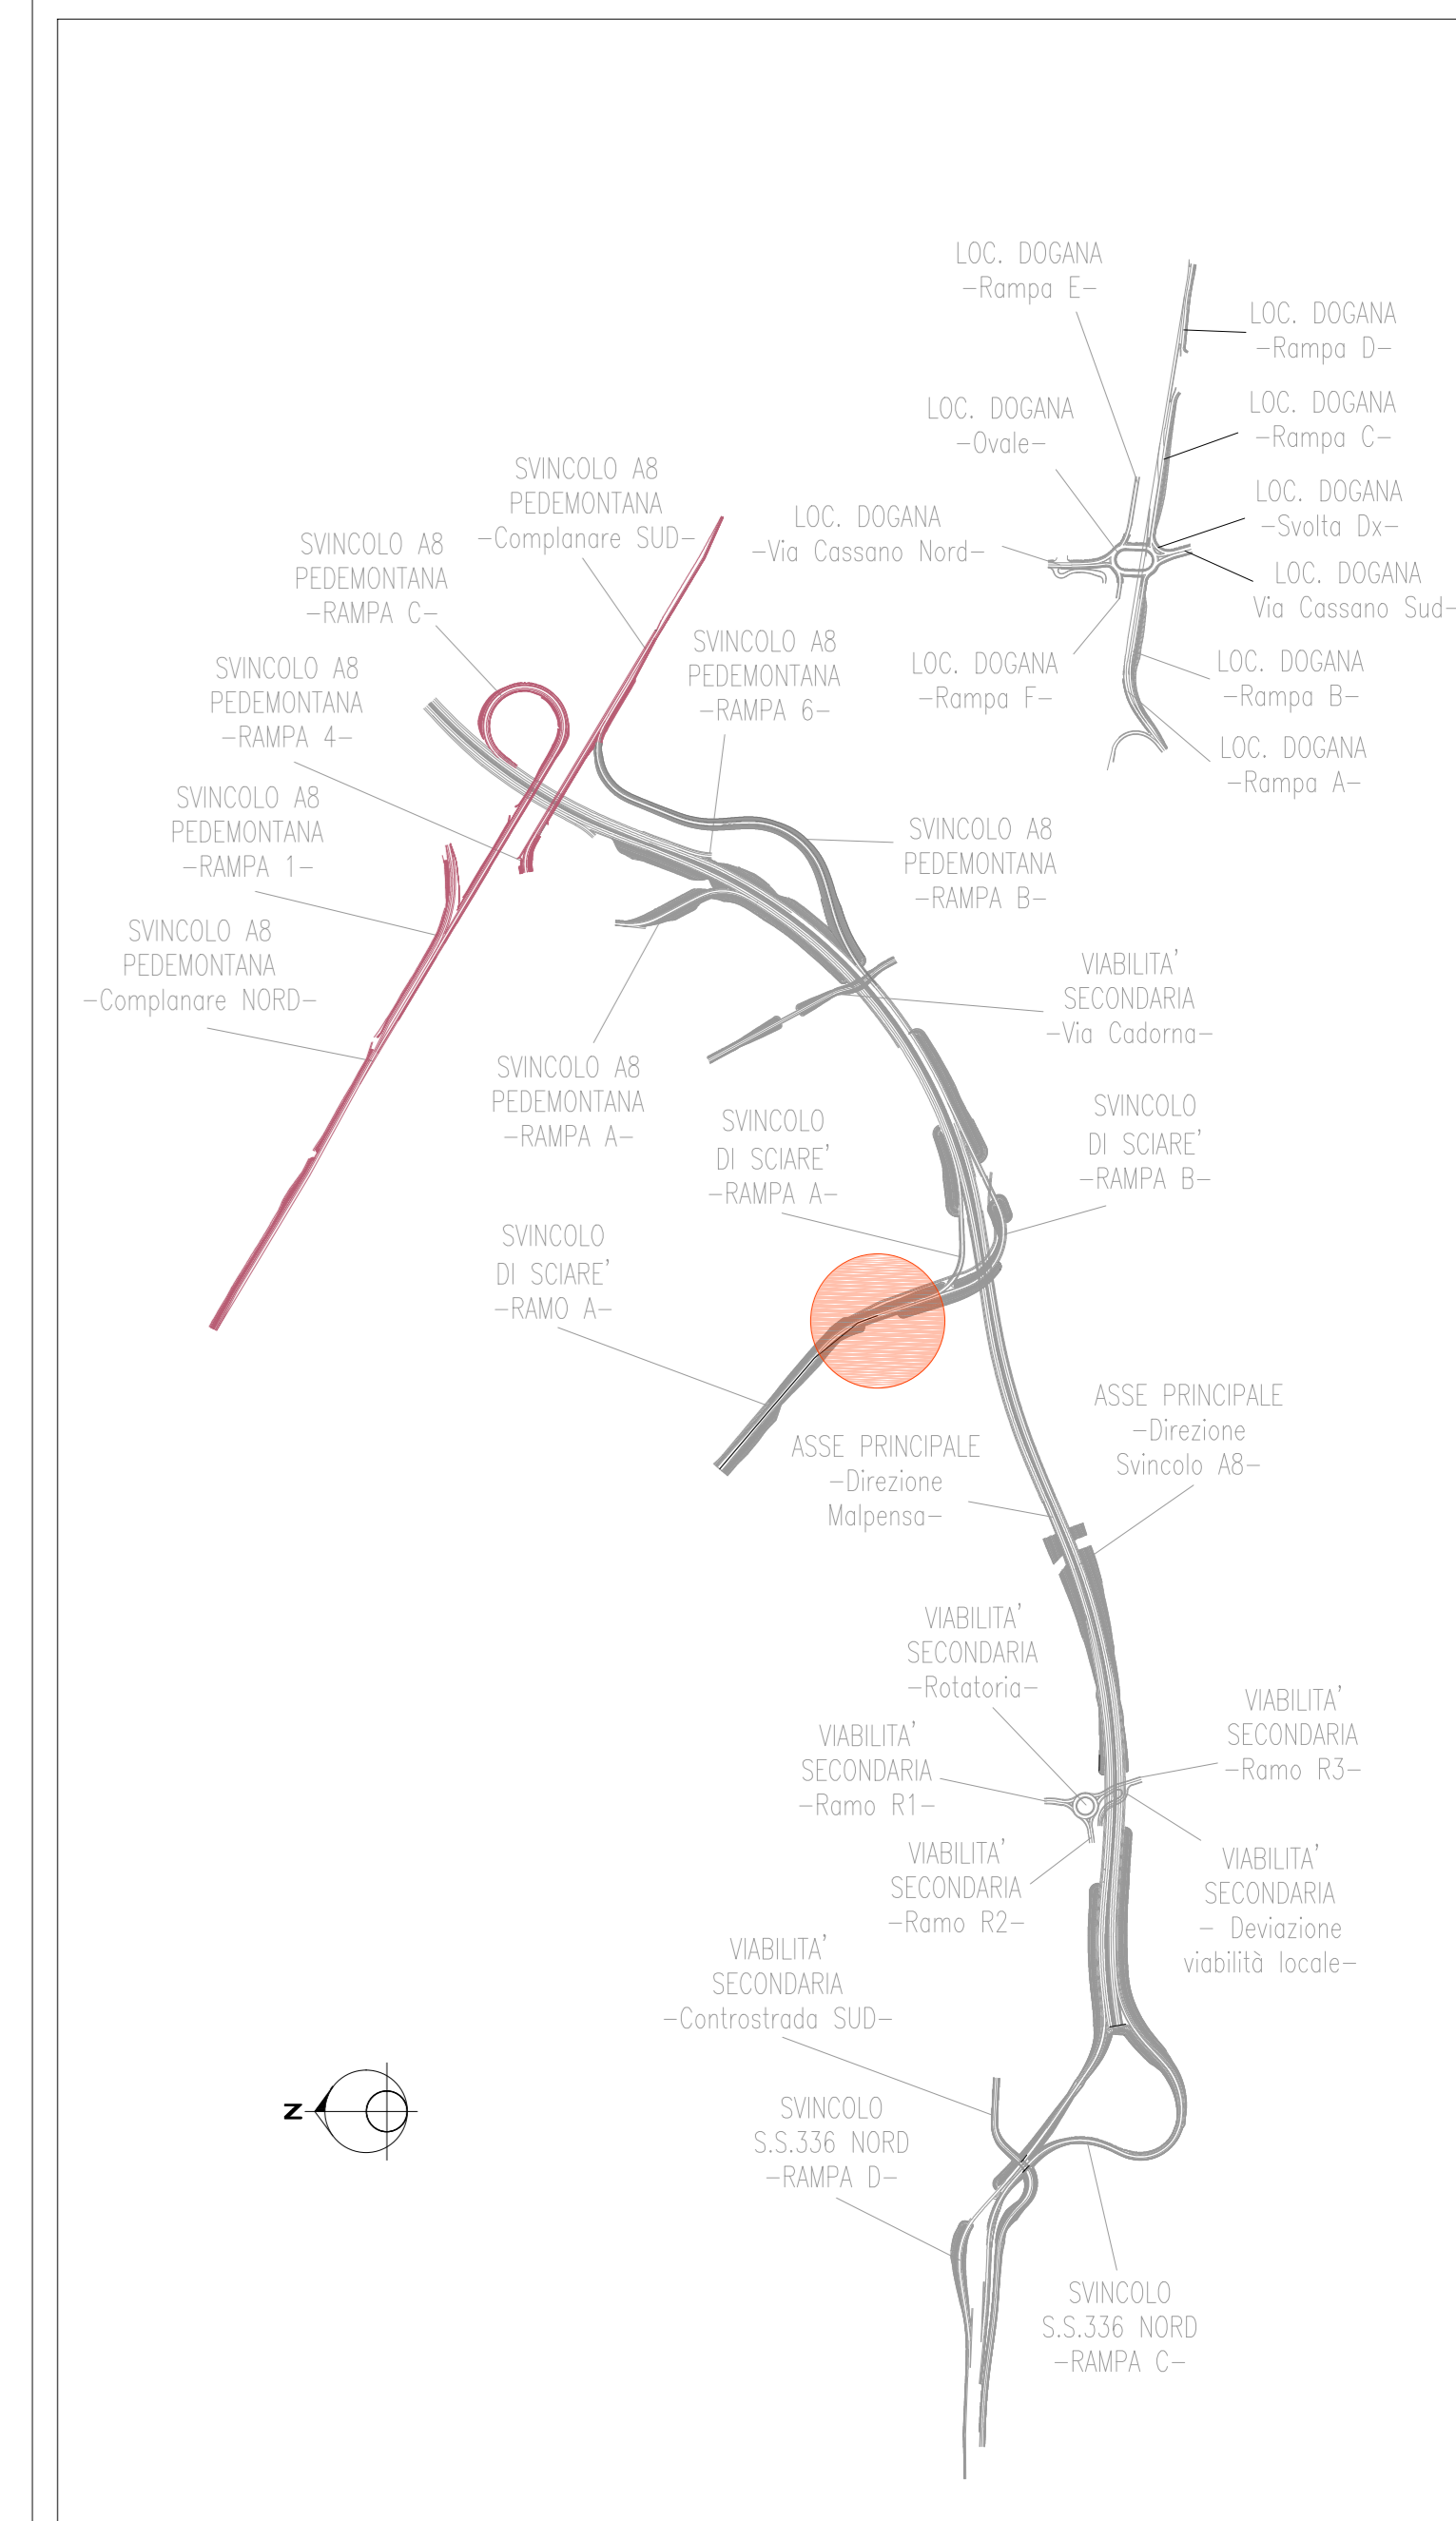 LOC. DOGANA
-Rampa E-
LOC. DOGANA
-Rampa D-
LOC. DOGANA
-Ovale-
LOC. DOGANA
-Rampa C-
SVINCOLO A8
PEDEMONTANA
-Complanare SUD-
LOC. DOGANA
-Svolta Dx-
LOC. DOGANA
-Via Cassano Nord-
SVINCOLO A8
PEDEMONTANA
-RAMPA C-
LOC. DOGANA
Via Cassano Sud-
SVINCOLO A8
PEDEMONTANA
-RAMPA 6-
LOC. DOGANA
-Rampa F-
LOC. DOGANA
-Rampa B-
SVINCOLO A8
PEDEMONTANA
-RAMPA 4-
LOC. DOGANA
-Rampa A-
SVINCOLO A8
PEDEMONTANA
-RAMPA 1-
SVINCOLO A8
PEDEMONTANA
-RAMPA B-
SVINCOLO A8
PEDEMONTANA
-Complanare NORD-
VIABILITA'
SECONDARIA
-Via Cadorna-
SVINCOLO A8
PEDEMONTANA
-RAMPA A-
SVINCOLO
DI SCIARE'
-RAMPA A-
SVINCOLO
DI SCIARE'
-RAMPA B-
SVINCOLO
DI SCIARE'
-RAMO A-
ASSE PRINCIPALE
-Direzione
Svincolo A8-
ASSE PRINCIPALE
-Direzione
Malpensa-
VIABILITA'
SECONDARIA
-Rotatoria-
VIABILITA'
SECONDARIA
-Ramo R3-
VIABILITA'
SECONDARIA
-Ramo R1-
VIABILITA'
SECONDARIA
-Ramo R2-
VIABILITA'
SECONDARIA
- Deviazione
viabilità locale-
VIABILITA'
SECONDARIA
-Controstrada SUD-
N
SVINCOLO
S.S.336 NORD
-RAMPA D-
SVINCOLO
S.S.336 NORD
-RAMPA C-